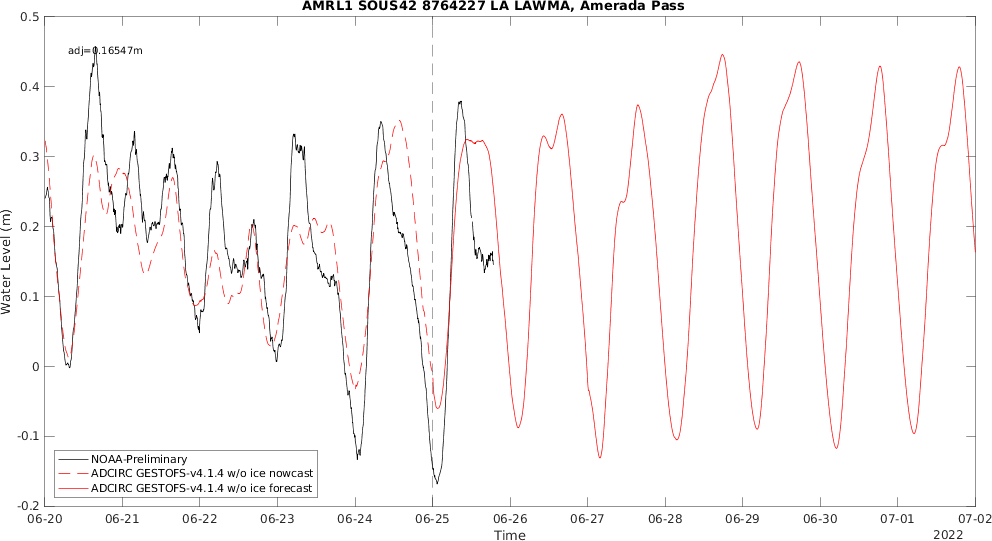 AMRL1 SOUS42 8764227 LA LAWMA, Amerada Pass
adj=0.16547m
Water Level (m)
0.5
0.4
0.3
0.2
0.1
0
-0.1
-0.2
NOAA-Preliminary
ADCIRC GESTOFS-v4.1.4 w/o ice nowcast
ADCIRC GESTOFS-v4.1.4 w/o ice forecast
06-20 06-21 06-22 06-23 06-24 06-25 06-26 06-27 06-28 06-29 06-30 07-01 07-02
Time
2022